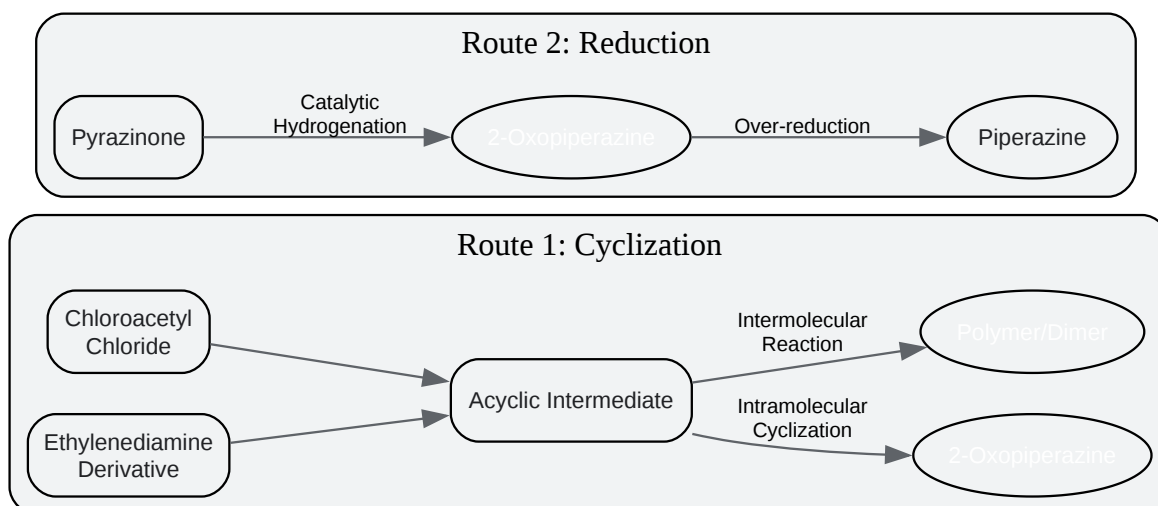 Route 2: Reduction
Pyrazinone
Catalytic
Hydrogenation
2-Oxopiperazine
Over-reduction
Piperazine
Route 1: Cyclization
Chloroacetyl
Chloride
Ethylenediamine
Derivative
Acyclic Intermediate
Intermolecular
Reaction
Polymer/Dimer
Intramolecular
Cyclization
2-Oxopiperazine